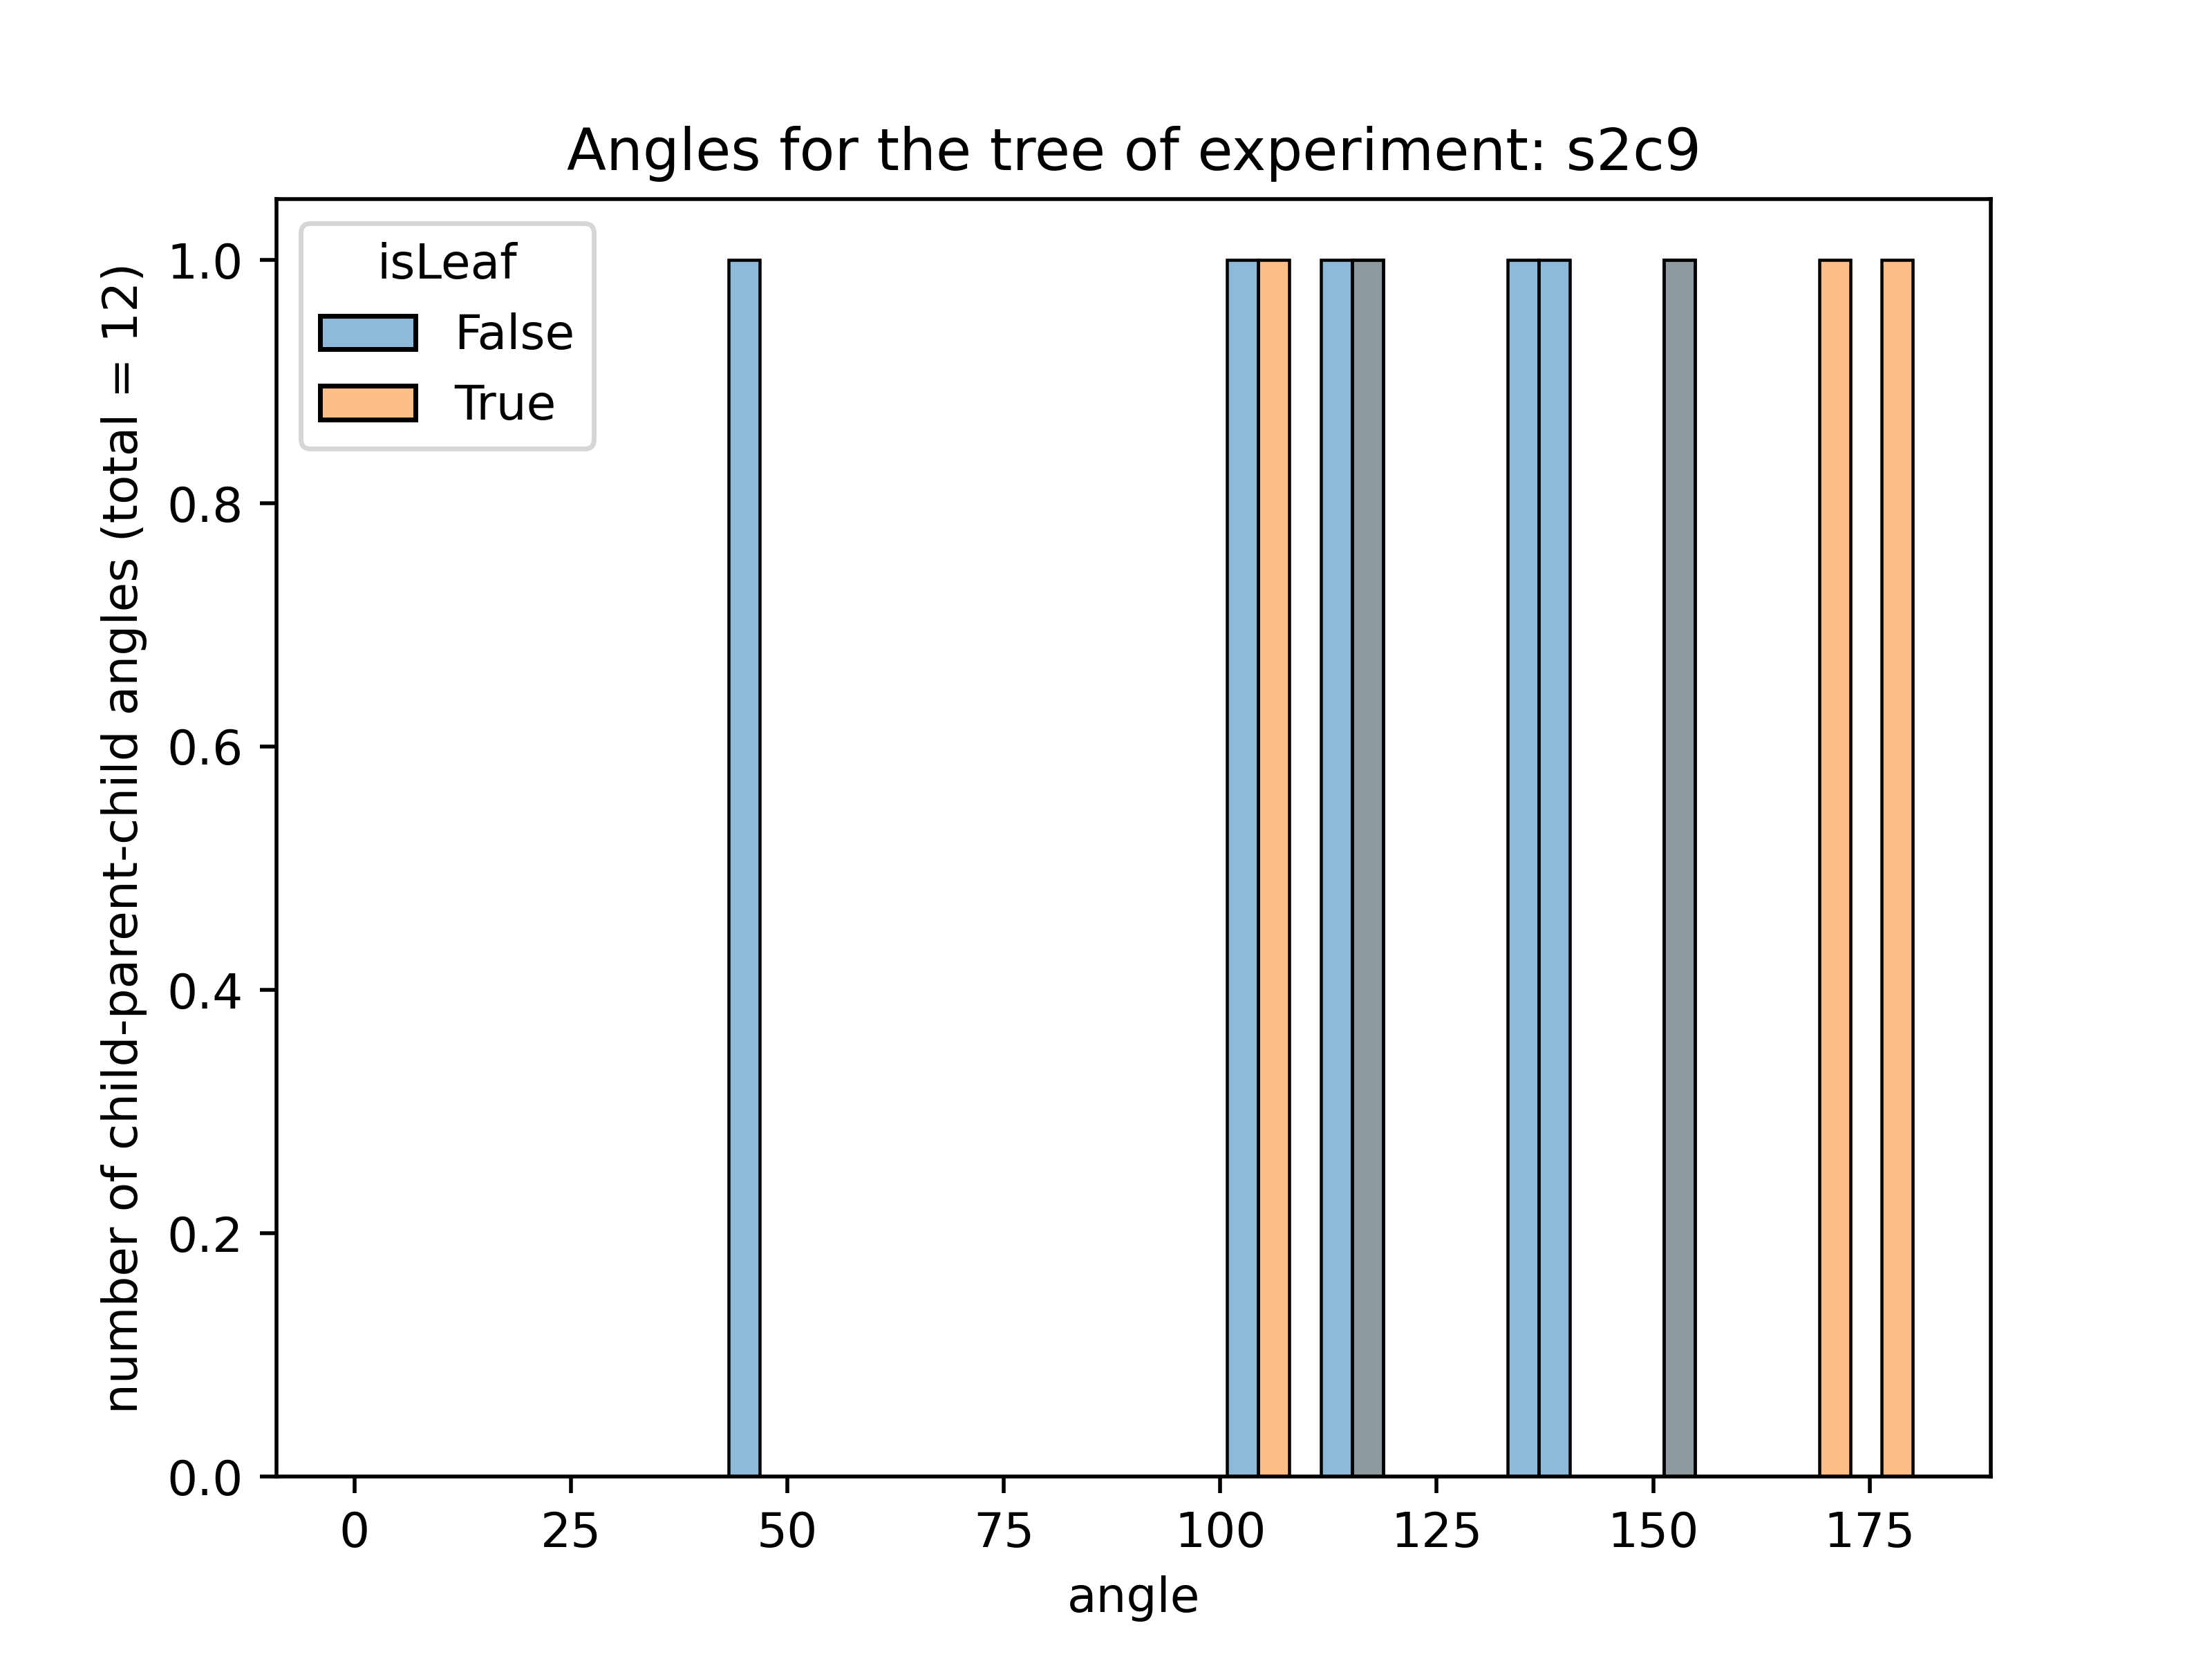 Angles for the tree of experiment: s2c9
number of child-parent-child angles (total = 12)
1.0
0.8
0.6
0.4
0.2
0.0
isLeaf
False
True
0 25 50 75 100 125 150 175
angle